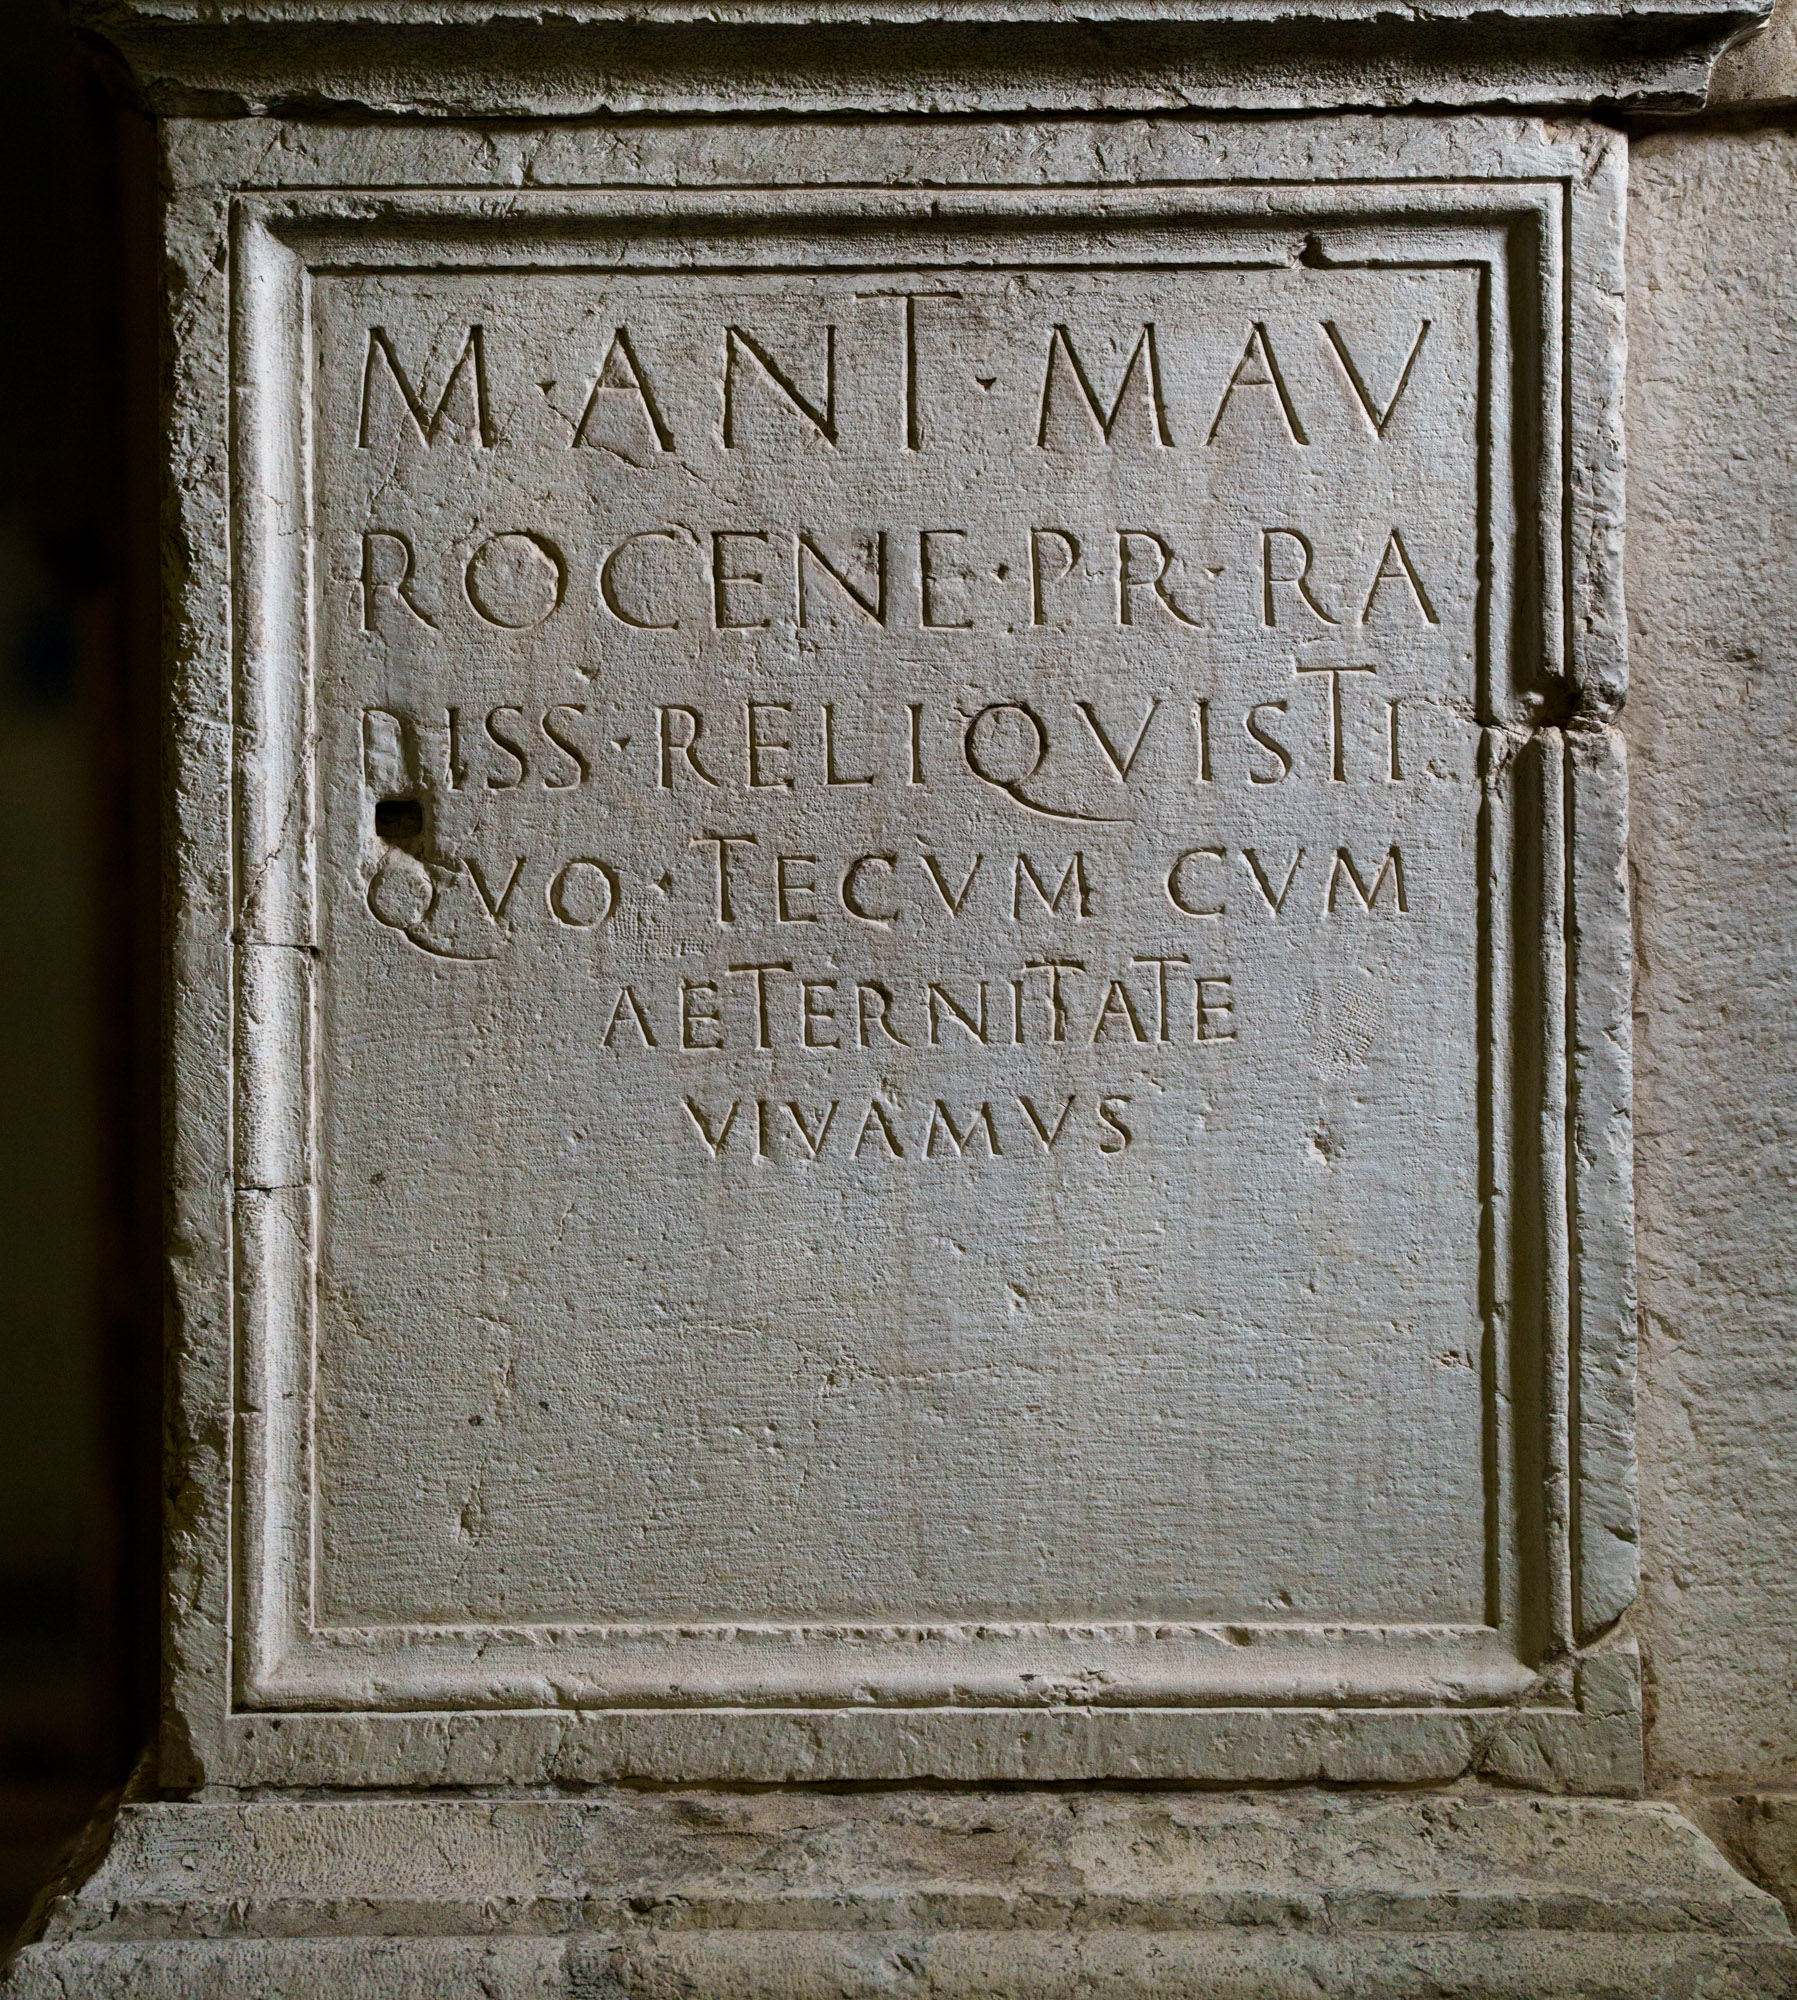 M·ANT·MAV
ROCENE·PR·RA
RISS·RELIQVISTI
QVO·TECVM CVM
AETERNITATE
VIVAMVS